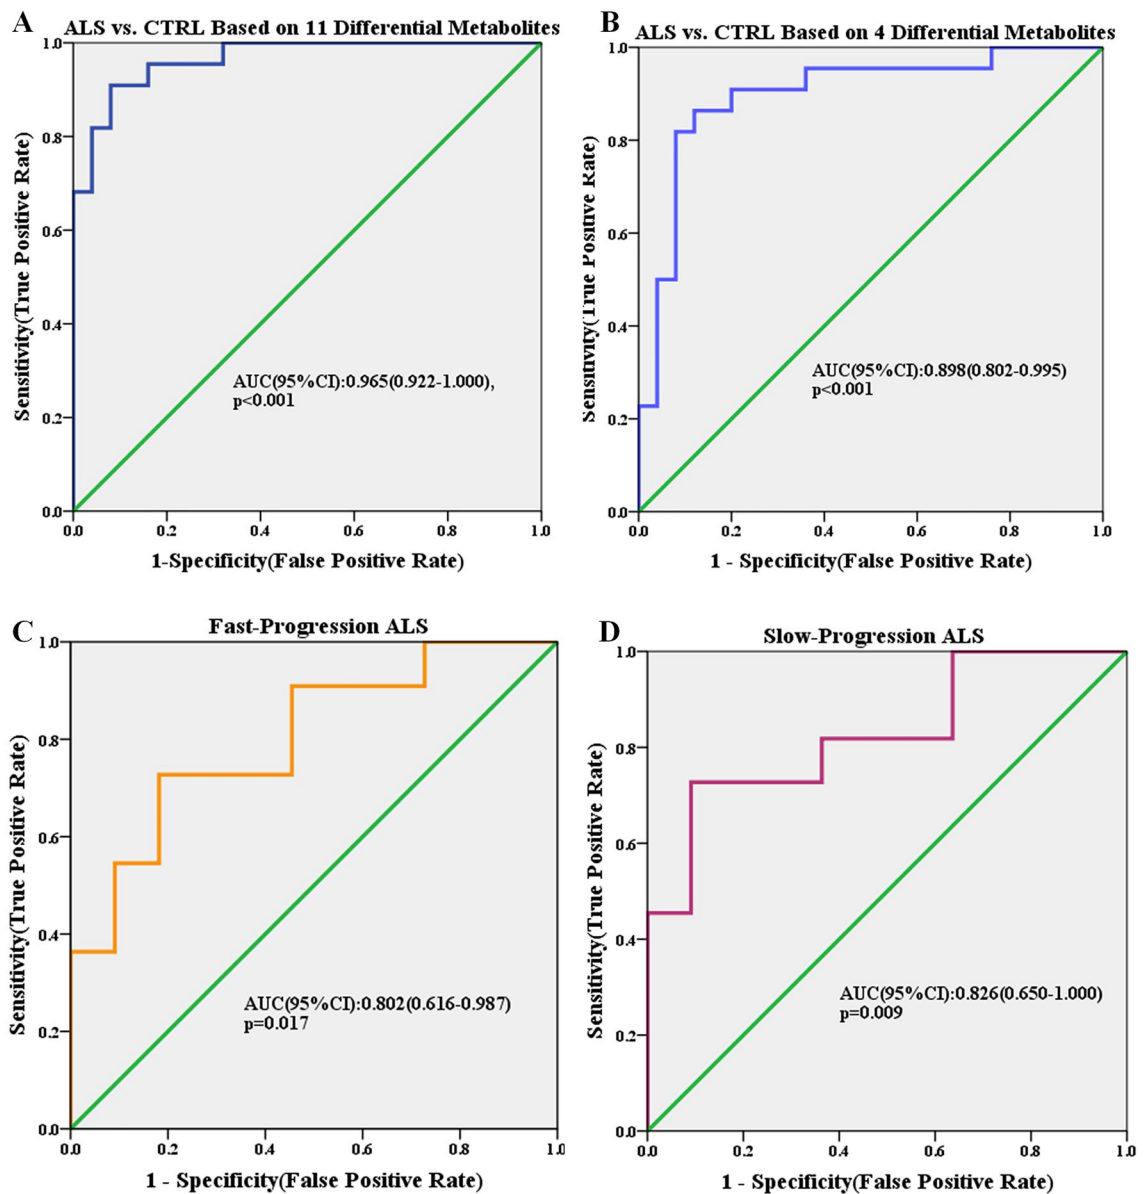 A
ALS vs. CTRL Based on 11 Differential Metabolites
1.0
0.8
0.6
0.4
0.2
0.0
0.0 0.2 0.4 0.6 0.8 1.0
Sensitivity(True Positive Rate)
AUC(95%CI):0.965(0.922-1.000),
p<0.001
1-Specificity(False Positive Rate)
B
ALS vs. CTRL Based on 4 Differential Metabolites
1.0
0.8
0.6
0.4
0.2
0.0
0.0 0.2 0.4 0.6 0.8 1.0
Sensitivity(True Positive Rate)
AUC(95%CI):0.898(0.802-0.995)
p<0.001
1 - Specificity(False Positive Rate)
C
Fast-Progression ALS
1.0
0.8
0.6
0.4
0.2
0.0
0.0 0.2 0.4 0.6 0.8 1.0
Sensitivity(True Positive Rate)
AUC(95%CI):0.802(0.616-0.987)
p=0.017
1 - Specificity(False Positive Rate)
D
Slow-Progression ALS
1.0
0.8
0.6
0.4
0.2
0.0
0.0 0.2 0.4 0.6 0.8 1.0
Sensitivity(True Positive Rate)
AUC(95%CI):0.826(0.650-1.000)
p=0.009
1 - Specificity(False Positive Rate)